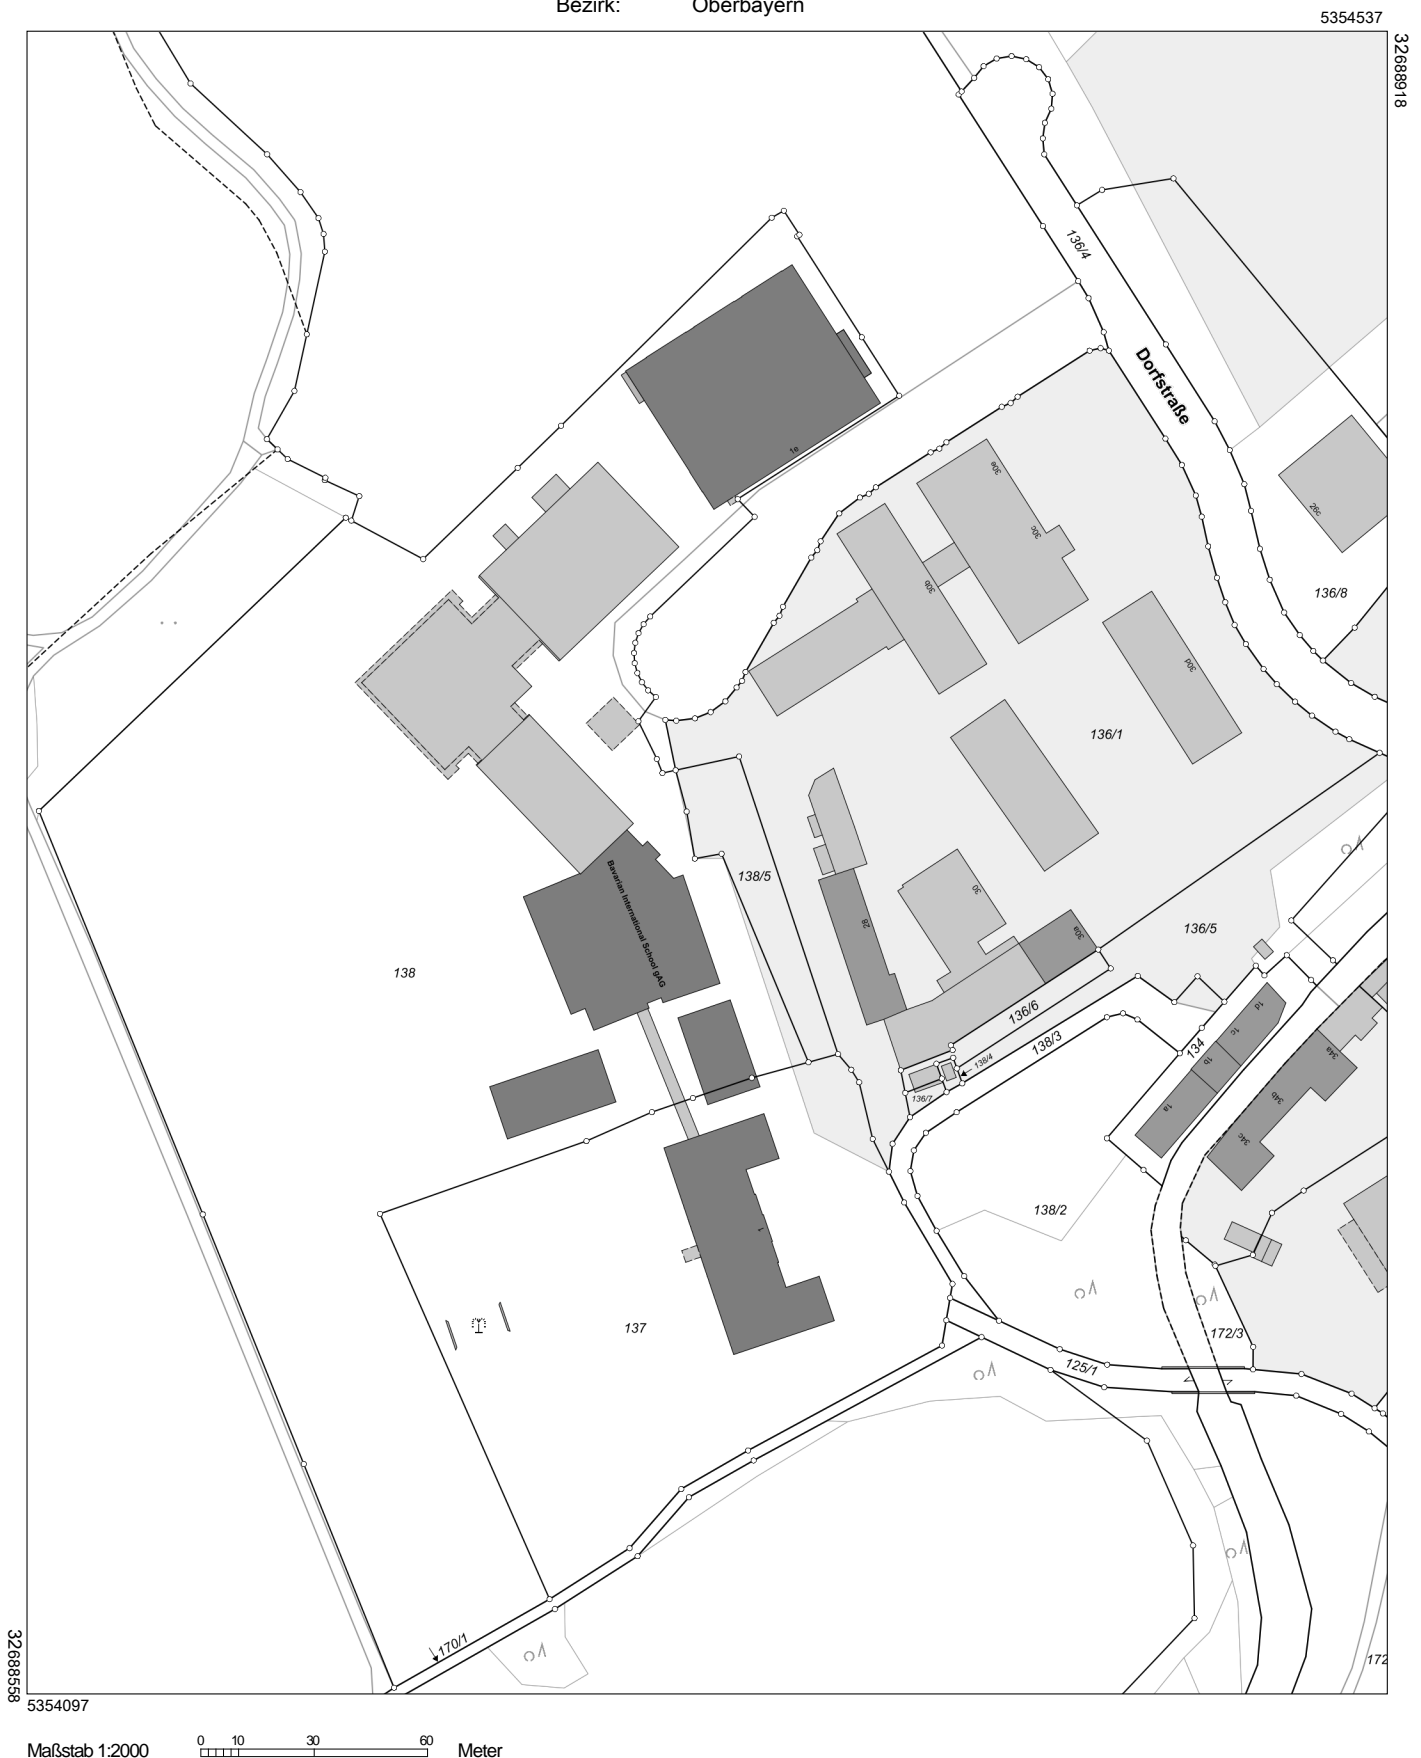 Bezirk: Oberbayern
5354537
32688918
136/4
Dorfstraße
1e
30e
30c
26c
30b
136/8
30d
136/1
138/5
Bavarian International School gAG
28
30
30a
136/5
138
136/6
138/3
138/4
136/7
134
1d
1c
1b
1a
34a
34b
34c
138/2
1
137
172/3
125/1
170/1
172
32688558
5354097
Maßstab 1:2000 0 10 30 60 Meter